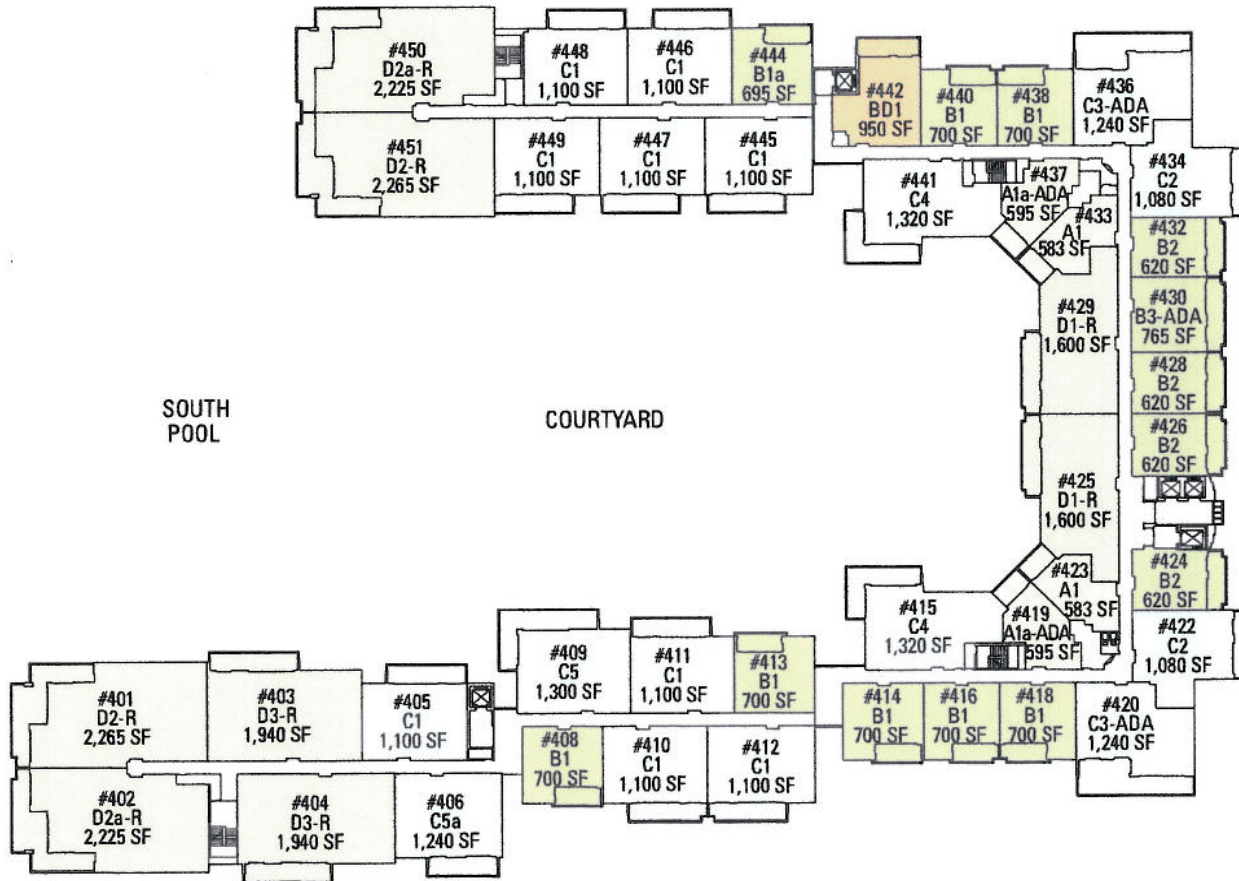 #450
D2a-R
2,225 SF
#448
C1
1,100 SF
#446
C1
1,100 SF
#444
B1a
695 SF
#442
BD1
950 SF
#440
B1
700 SF
#438
B1
700 SF
#436
C3-ADA
1,240 SF
#451
D2-R
2,265 SF
#449
C1
1,100 SF
#447
C1
1,100 SF
#445
C1
1,100 SF
#441
C4
1,320 SF
#437
A1a-ADA
595 SF
#433
A1
583 SF
#434
C2
1,080 SF
#432
B2
620 SF
#430
B3-ADA
765 SF
#429
D1-R
1,600 SF
#428
B2
620 SF
#426
B2
620 SF
SOUTH
POOL
COURTYARD
#425
D1-R
1,600 SF
#424
B2
620 SF
#423
A1
583 SF
#419
A1a-ADA
595 SF
#415
C4
1,320 SF
#422
C2
1,080 SF
#409
C5
1,300 SF
#411
C1
1,100 SF
#413
B1
700 SF
#401
D2-R
2,265 SF
#403
D3-R
1,940 SF
#405
C1
1,100 SF
#414
B1
700 SF
#416
B1
700 SF
#418
B1
700 SF
#420
C3-ADA
1,240 SF
#408
B1
700 SF
#410
C1
1,100 SF
#412
C1
1,100 SF
#402
D2a-R
2,225 SF
#404
D3-R
1,940 SF
#406
C5a
1,240 SF